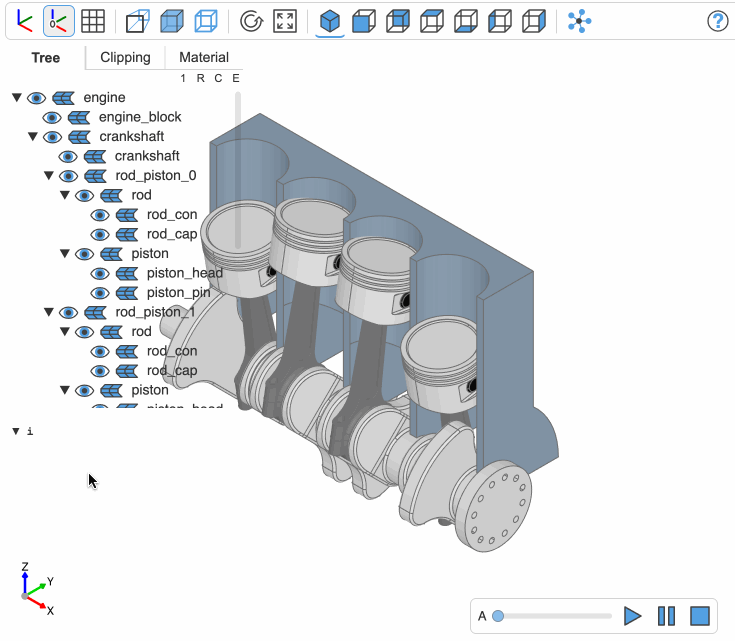 0
?
Tree Clipping Material
1 R C E
engine
engine_block
crankshaft
crankshaft
rod_piston_0
rod
rod_con
rod_cap
piston
piston_head
piston_pin
rod_piston_1
rod
rod_con
rod_cap
piston
piston_head
i
Z
Y
X
A